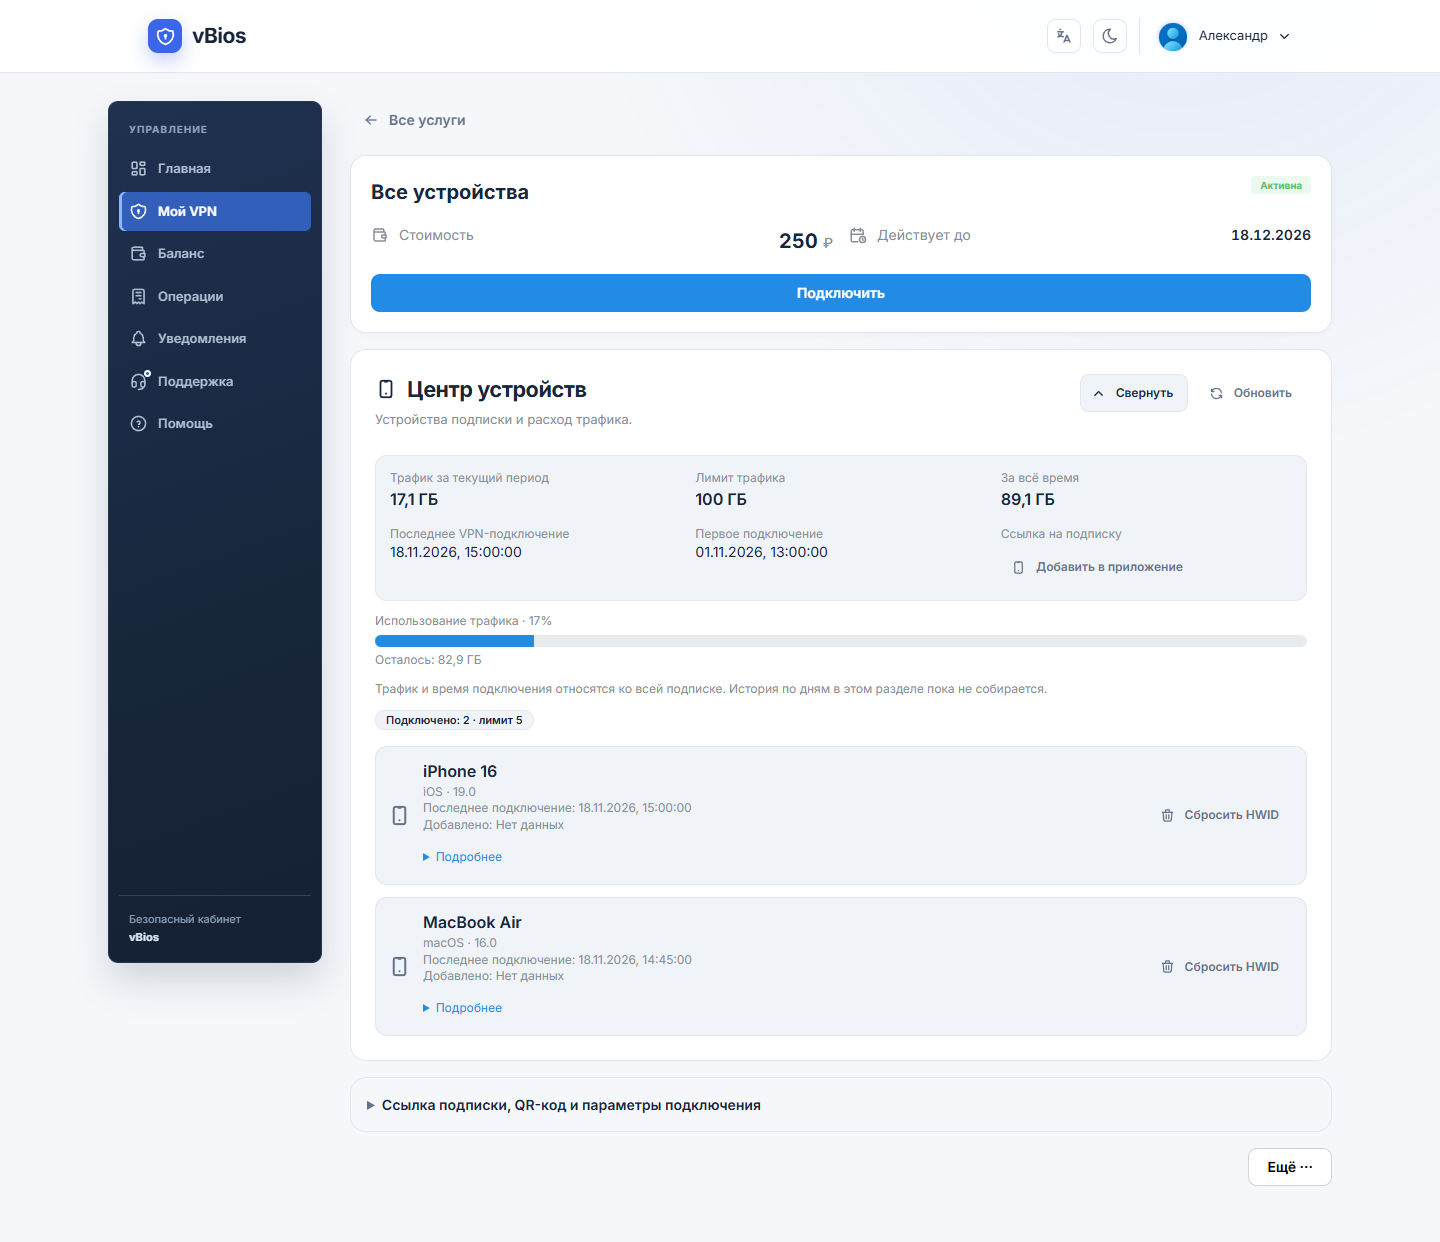 vBios
Александр
УПРАВЛЕНИЕ
Главная
Мой VPN
Баланс
Операции
Уведомления
Поддержка
Помощь
Безопасный кабинет
vBios
Все услуги
Все устройства
Активна
Стоимость
250 ₽
Действует до
18.12.2026
Подключить
Центр устройств
Свернуть
Обновить
Устройства подписки и расход трафика.
Трафик за текущий период
17,1 ГБ
Лимит трафика
100 ГБ
За всё время
89,1 ГБ
Последнее VPN-подключение
18.11.2026, 15:00:00
Первое подключение
01.11.2026, 13:00:00
Ссылка на подписку
Добавить в приложение
Использование трафика · 17%
Осталось: 82,9 ГБ
Трафик и время подключения относятся ко всей подписке. История по дням в этом разделе пока не собирается.
Подключено: 2 · лимит 5
iPhone 16
iOS · 19.0
Последнее подключение: 18.11.2026, 15:00:00
Добавлено: Нет данных
Подробнее
Сбросить HWID
MacBook Air
macOS · 16.0
Последнее подключение: 18.11.2026, 14:45:00
Добавлено: Нет данных
Подробнее
Сбросить HWID
Ссылка подписки, QR-код и параметры подключения
Ещё ···